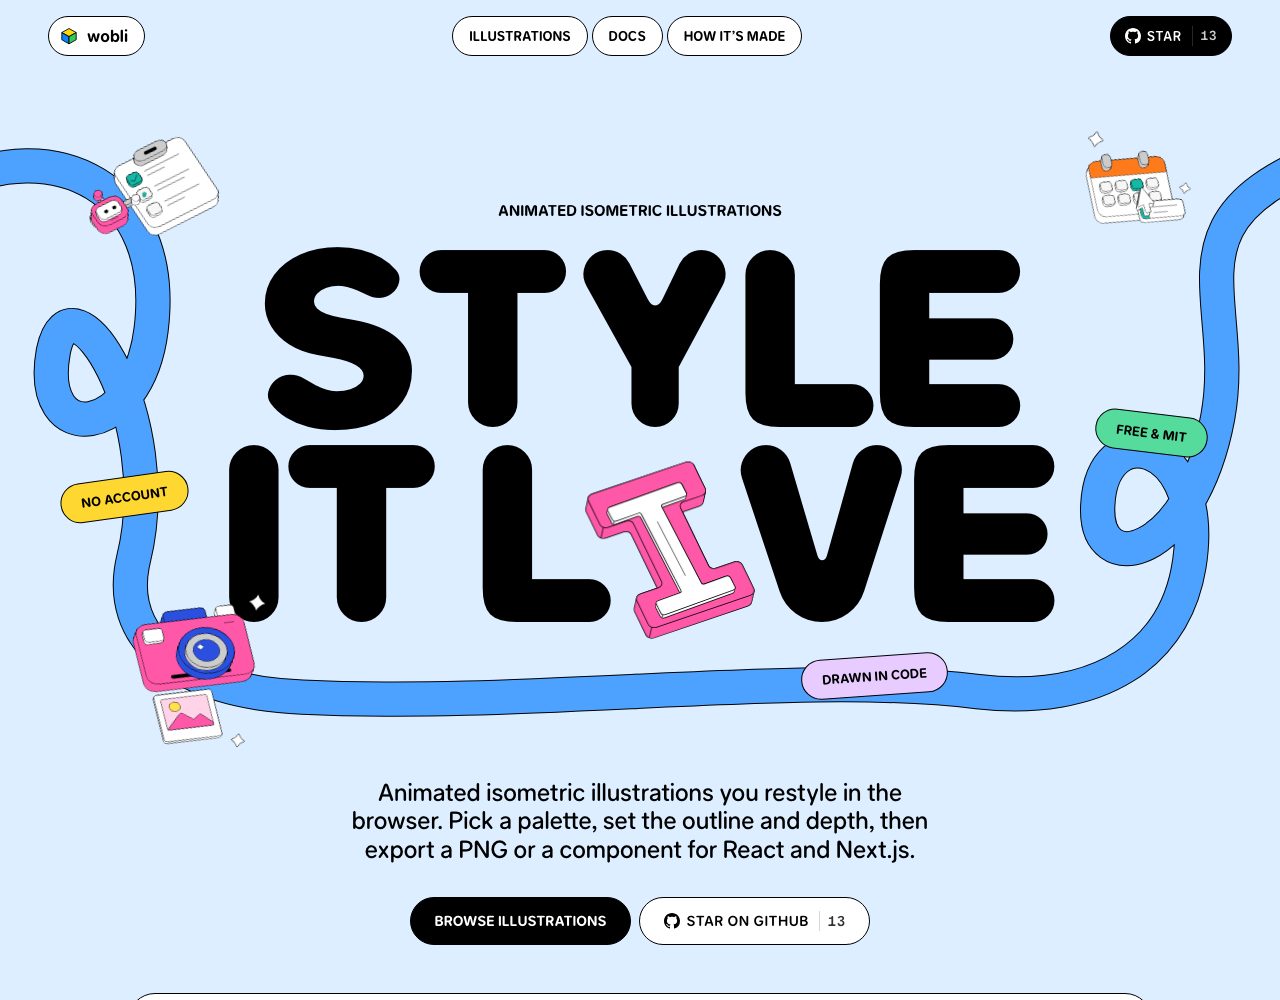 wobli
ILLUSTRATIONS
DOCS
HOW IT’S MADE
STAR 13
ANIMATED ISOMETRIC ILLUSTRATIONS
STYLE
IT LIVE
FREE & MIT
NO ACCOUNT
DRAWN IN CODE
Animated isometric illustrations you restyle in the
browser. Pick a palette, set the outline and depth, then
export a PNG or a component for React and Next.js.
BROWSE ILLUSTRATIONS
STAR ON GITHUB 13